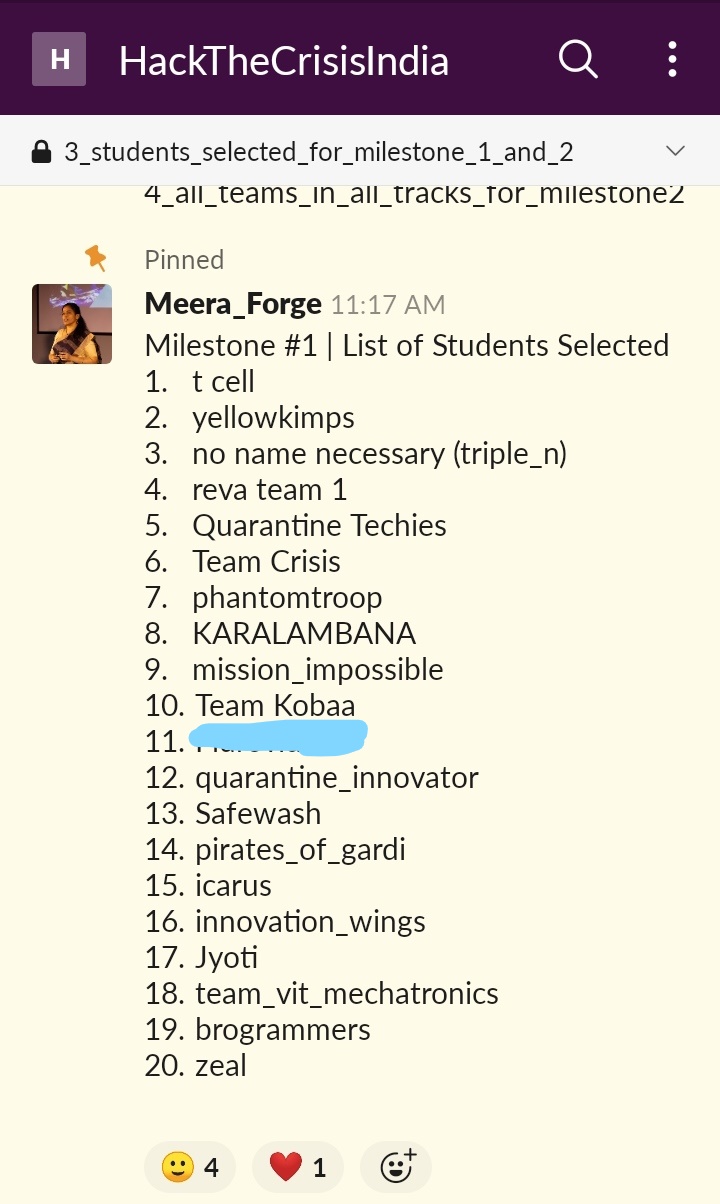 H HackTheCrisisIndia
3_students_selected_for_milestone_1_and_2
4_all_teams_in_all_tracks_for_milestone2
Pinned
Meera_Forge 11:17 AM
Milestone #1 | List of Students Selected
1. t cell
2. yellowkimps
3. no name necessary (triple_n)
4. reva team 1
5. Quarantine Techies
6. Team Crisis
7. phantomtroop
8. KARALAMBANA
9. mission_impossible
10. Team Kobaa
11.
12. quarantine_innovator
13. Safewash
14. pirates_of_gardi
15. icarus
16. innovation_wings
17. Jyoti
18. team_vit_mechatronics
19. brogrammers
20. zeal
4 1